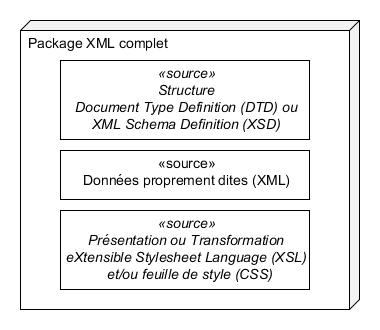 Package XML complet
«source»
Structure
Document Type Definition (DTD) ou
XML Schema Definition (XSD)
«source»
Données proprement dites (XML)
«source»
Présentation ou Transformation
eXtensible Stylesheet Language (XSL)
et/ou feuille de style (CSS)